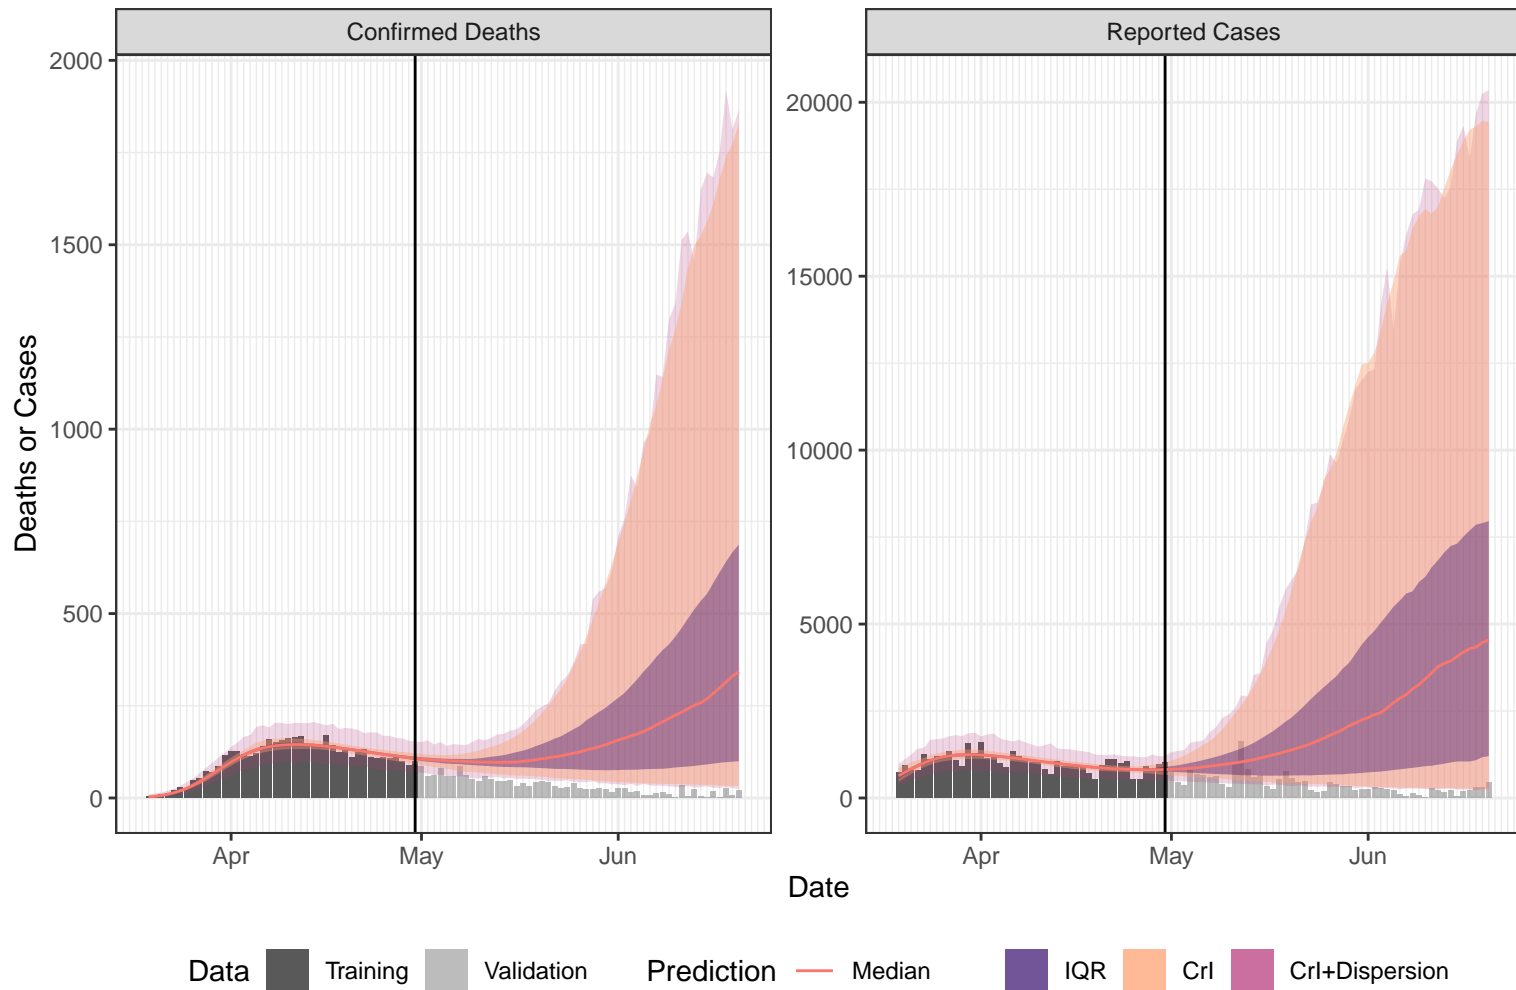 Confirmed Deaths
Reported Cases
Deaths or Cases
2000
1500
1000
500
0
20000
15000
10000
5000
0
Apr May Jun
Apr May Jun
Date
Data Training Validation Prediction Median IQR CrI CrI+Dispersion